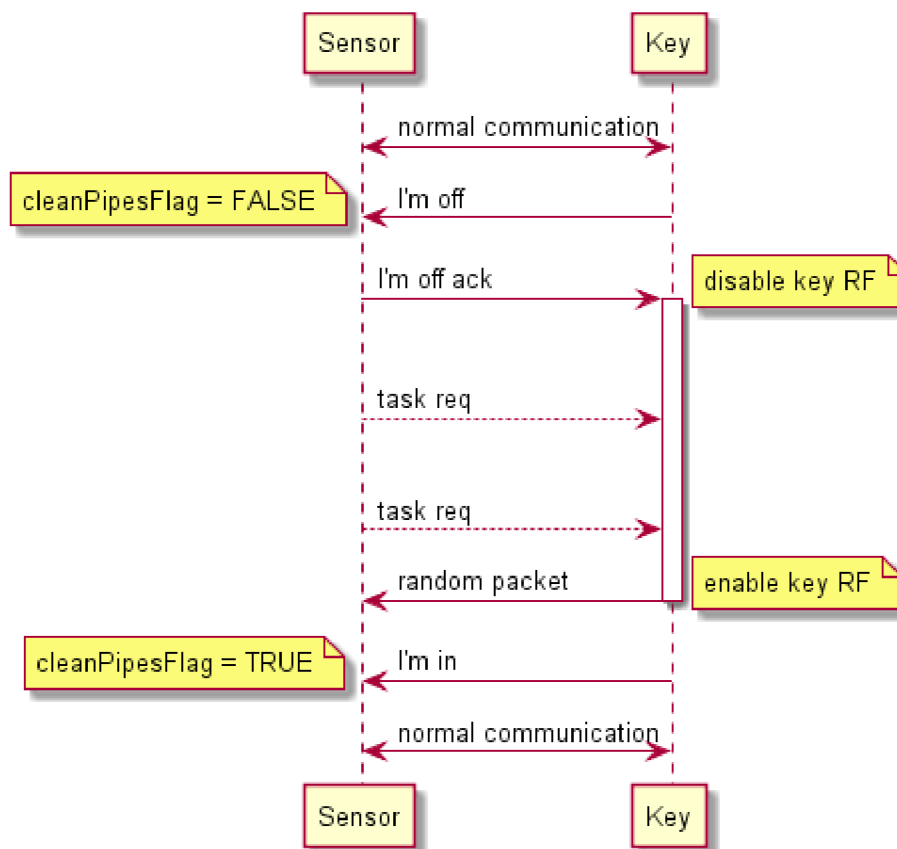 Sensor
Key
normal communication
cleanPipesFlag = FALSE
I'm off
I'm off ack
disable key RF
task req
task req
random packet
enable key RF
cleanPipesFlag = TRUE
I'm in
normal communication
Sensor
Key